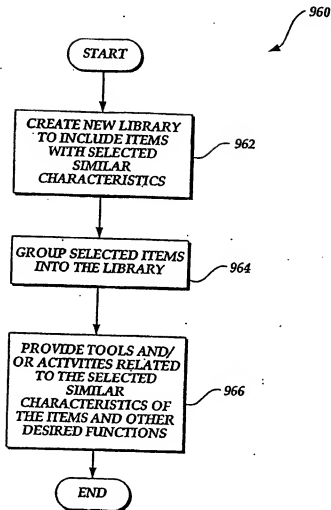 960
START
CREATE NEW LIBRARY
TO INCLUDE ITEMS
WITH SELECTED
SIMILAR
CHARACTERISTICS
962
GROUP SELECTED ITEMS
INTO THE LIBRARY
964
PROVIDE TOOLS AND/
OR ACTIVITIES RELATED
TO THE SELECTED
SIMILAR
CHARACTERISTICS OF
THE ITEMS AND OTHER
DESIRED FUNCTIONS
966
END